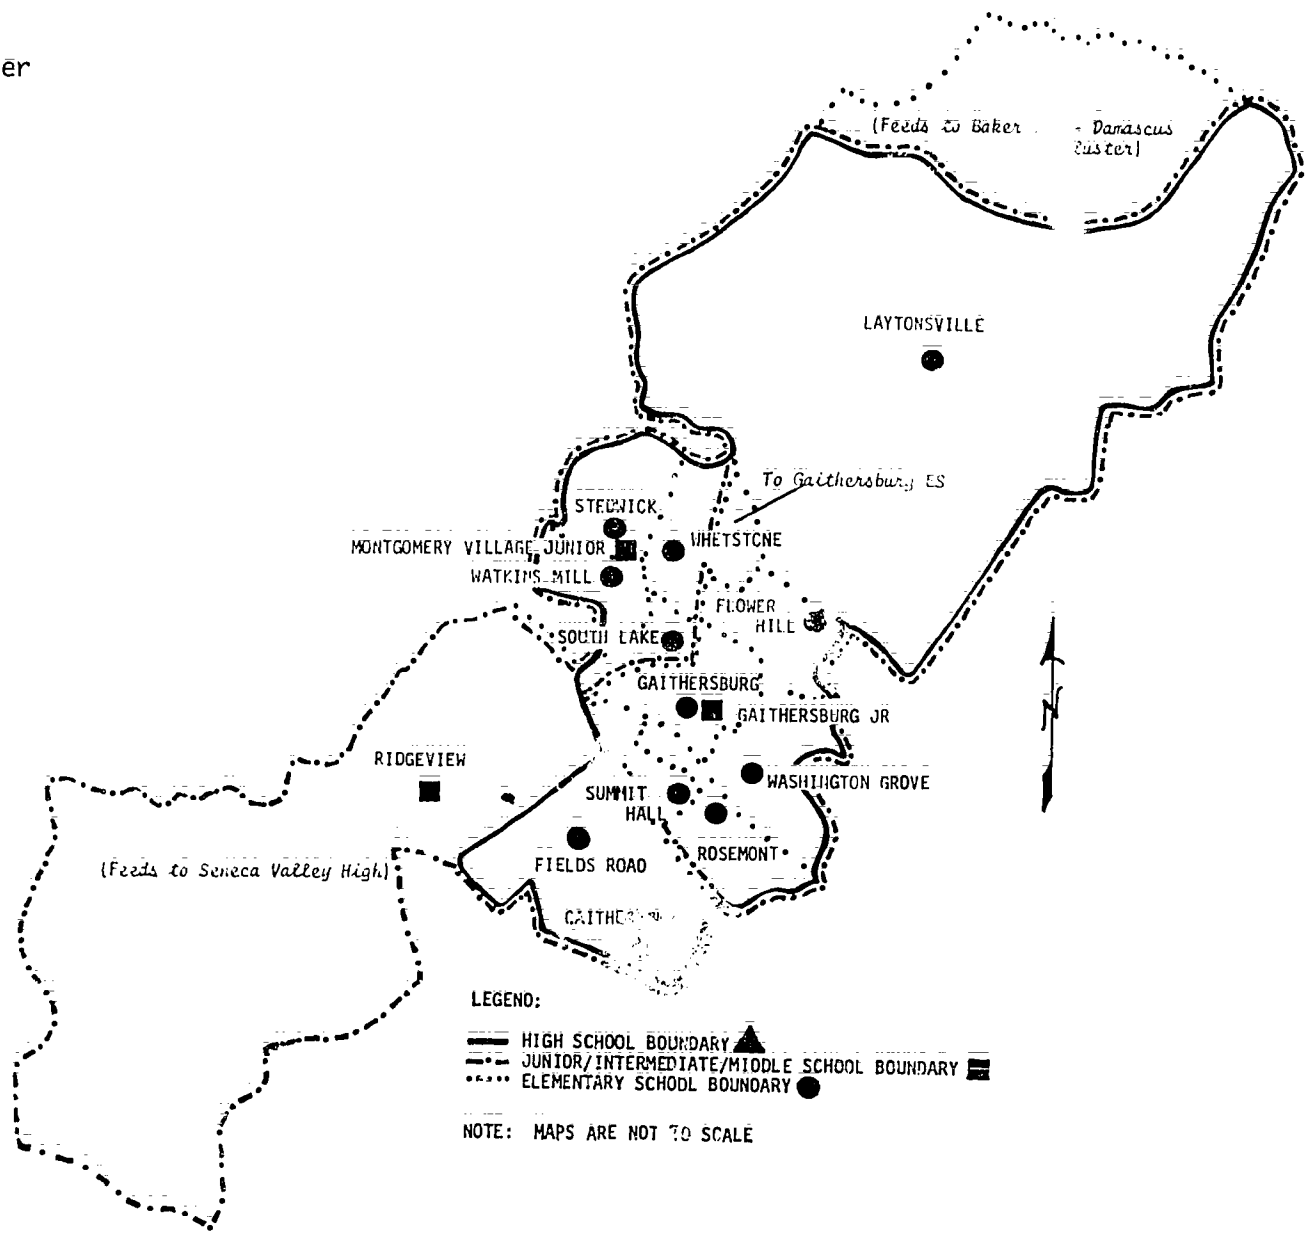 er
(Feeds to Baker - Damascus
LAYTONSVILLE
To Gaithersburg ES
STEDWICK
WHETSTONE
MONTGOMERY VILLAGE JUNIOR
WATKINS MILL
FLOWER
HILL
SOUTH LAKE
GAITHERSBURG
GAITHERSBURG JR
N
RIDGEVIEW
WASHINGTON GROVE
SUMMIT
HALL
ROSEMONT
FIELDS ROAD
(Feeds to Seneca Valley High)
LEGEND:
HIGH SCHOOL BOUNDARY
JUNIOR/INTERMEDIATE/MIDDLE SCHOOL BOUNDARY
ELEMENTARY SCHOOL BOUNDARY
NOTE: MAPS ARE NOT TO SCALE